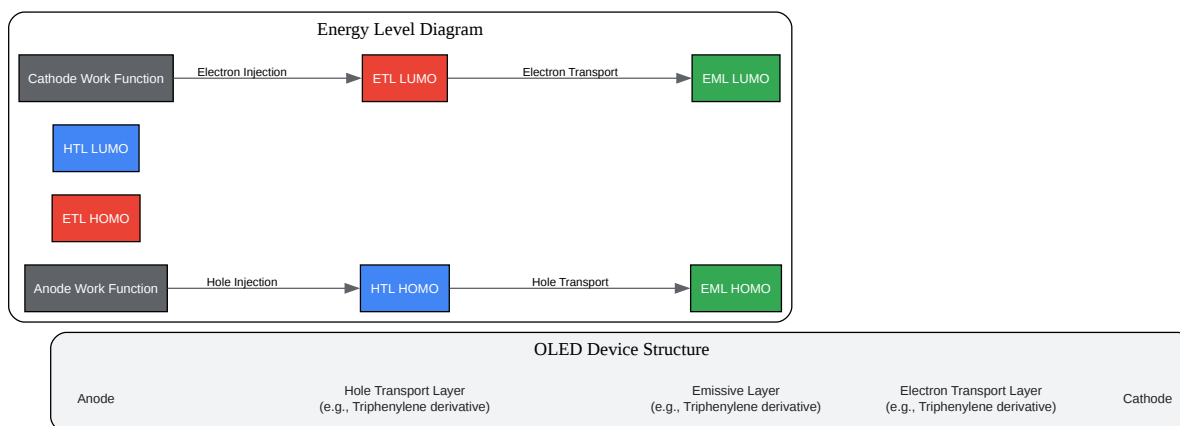 Energy Level Diagram
Cathode Work Function
Electron Injection
ETL LUMO
Electron Transport
EML LUMO
HTL LUMO
ETL HOMO
Anode Work Function
Hole Injection
HTL HOMO
Hole Transport
EML HOMO
OLED Device Structure
Anode
Hole Transport Layer
(e.g., Triphenylene derivative)
Emissive Layer
(e.g., Triphenylene derivative)
Electron Transport Layer
(e.g., Triphenylene derivative)
Cathode